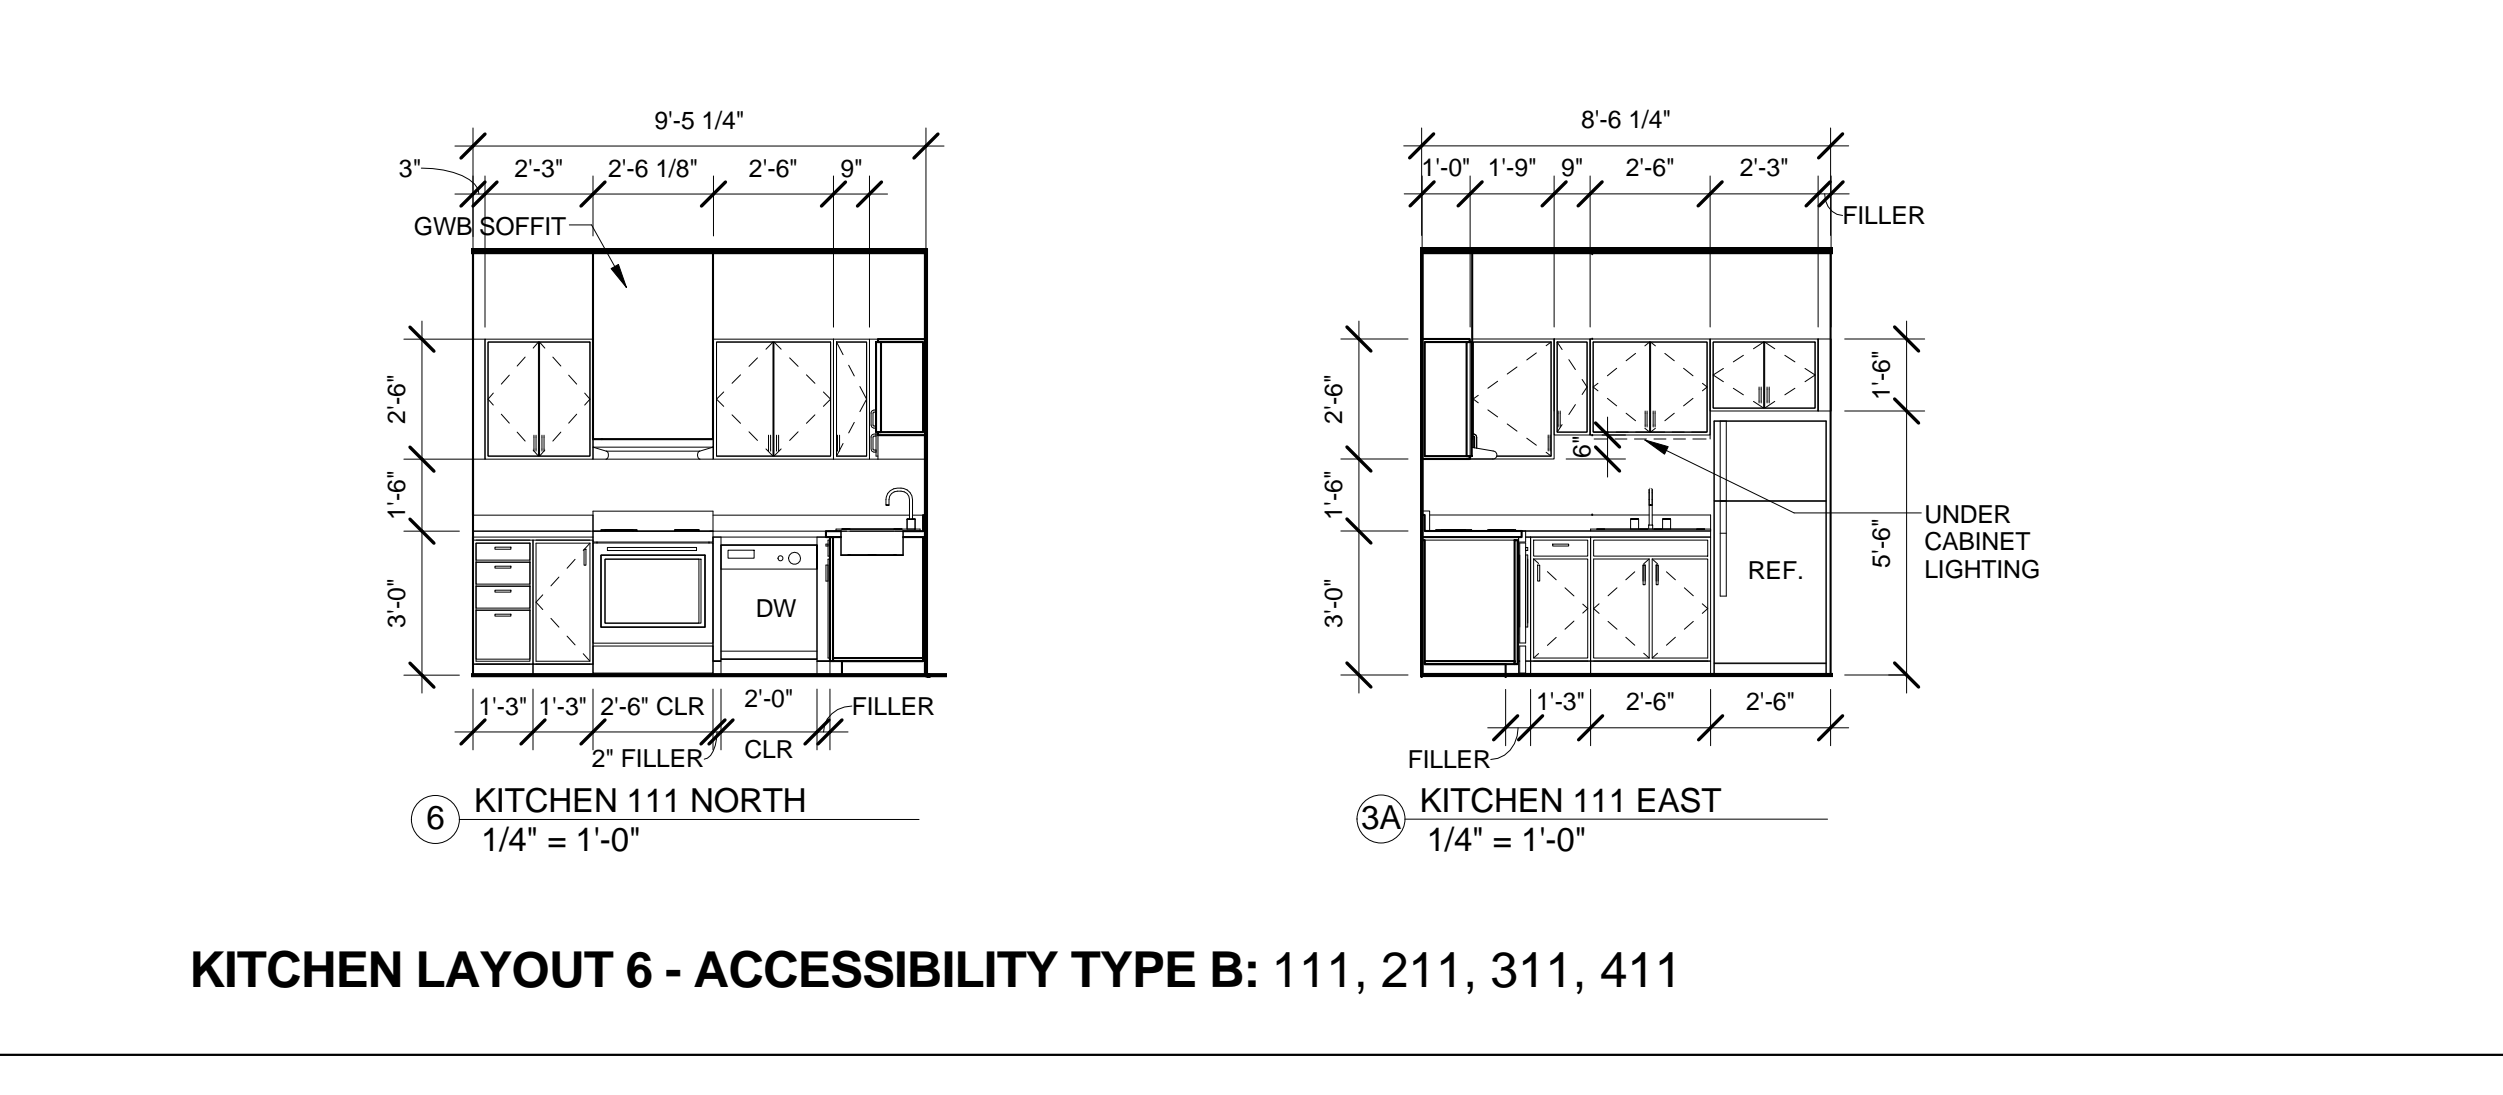 9'-5 1/4"
3"
2'-3"
2'-6 1/8"
2'-6"
9"
GWB SOFFIT
2'-6"
1'-6"
3'-0"
DW
1'-3"
1'-3"
2'-6" CLR
2'-0"
CLR
FILLER
2" FILLER
6
KITCHEN 111 NORTH
1/4" = 1'-0"
8'-6 1/4"
1'-0"
1'-9"
9"
2'-6"
2'-3"
FILLER
2'-6"
1'-6"
3'-0"
6"
1'-6"
5'-6"
UNDER
CABINET
LIGHTING
REF.
1'-3"
2'-6"
2'-6"
FILLER
3A
KITCHEN 111 EAST
1/4" = 1'-0"
KITCHEN LAYOUT 6 - ACCESSIBILITY TYPE B: 111, 211, 311, 411